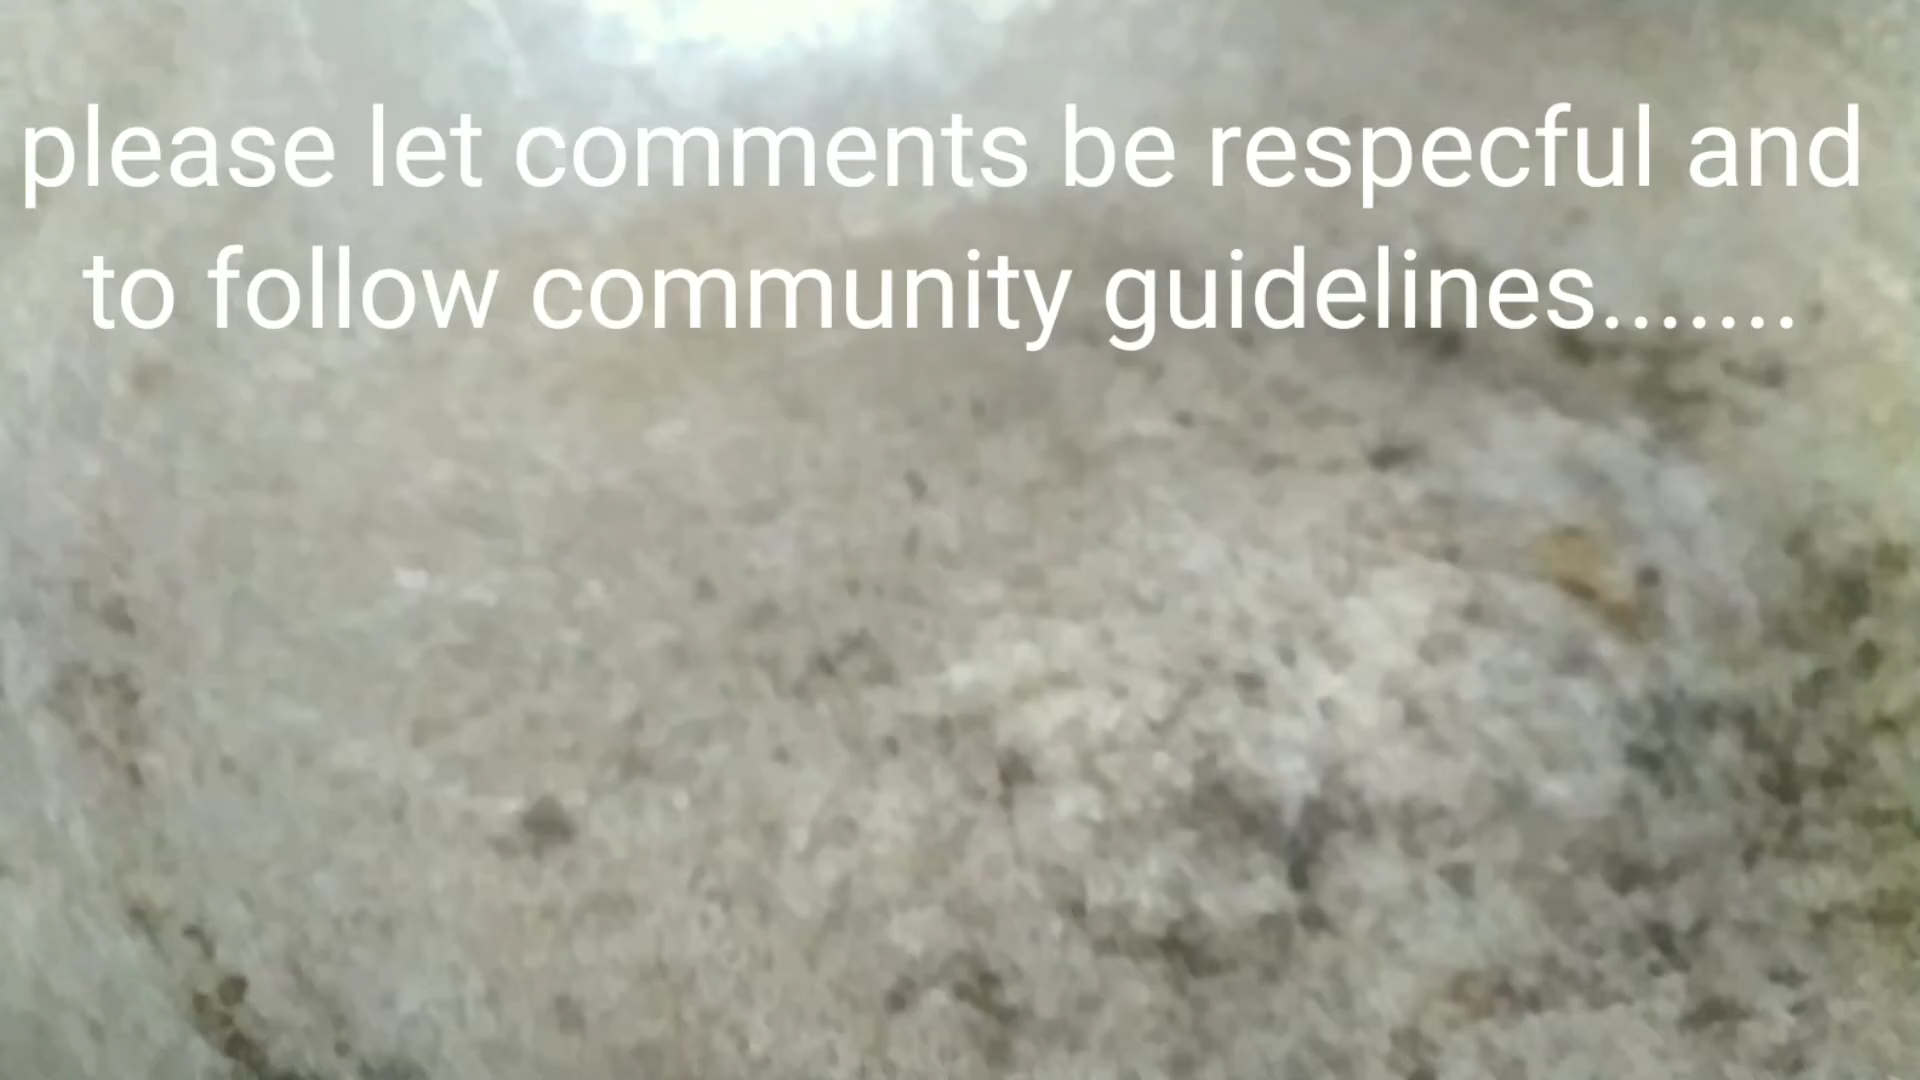 please let comments be respecful and
to follow community guidelines.......